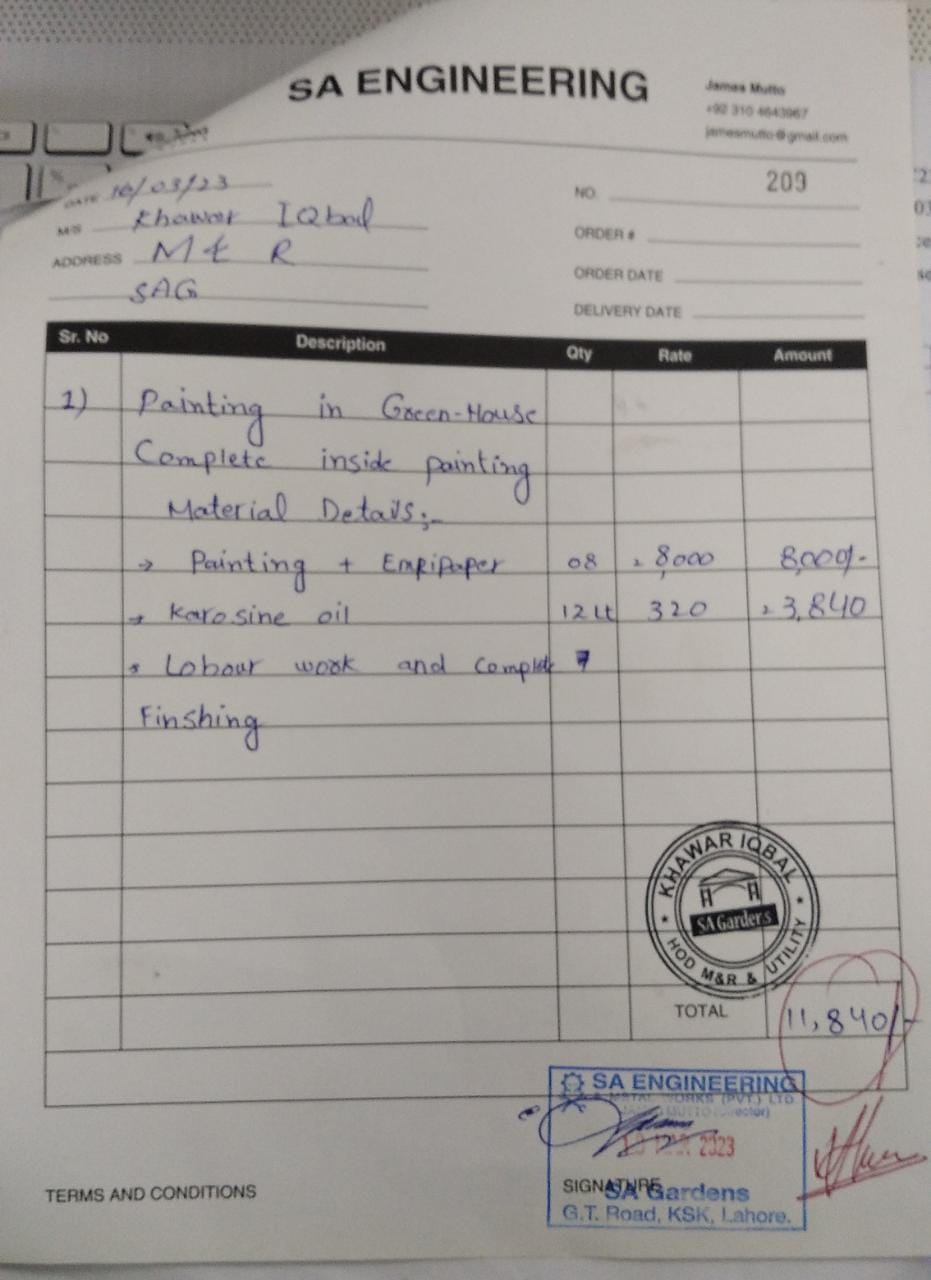 SA ENGINEERING
James Mutto
+92 310 4643967
jamesmutto@gmail.com
DATE 16/03/23
NO. 209
M/S Khawar IQbal
ORDER #
ADDRESS M & R
ORDER DATE
SAG
DELIVERY DATE
Sr. No Description Qty Rate Amount
1) Painting in Green-House
Complete inside painting
Material Details:-
→ Painting + Empipaper 08 8,000 8,000/-
→ Karosine oil 12 Lt 320 3,840
Labour work and Complete
Finshing
KHAWAR IQBAL
SA Gardens
HOD M&R & UTILITY
TOTAL 11,840/-
SA ENGINEERING
METAL WORKS (PVT.) LTD
JAMES MUTTO (Director)
2023
SIGNATURE
SA Gardens
G.T. Road, KSK, Lahore.
TERMS AND CONDITIONS